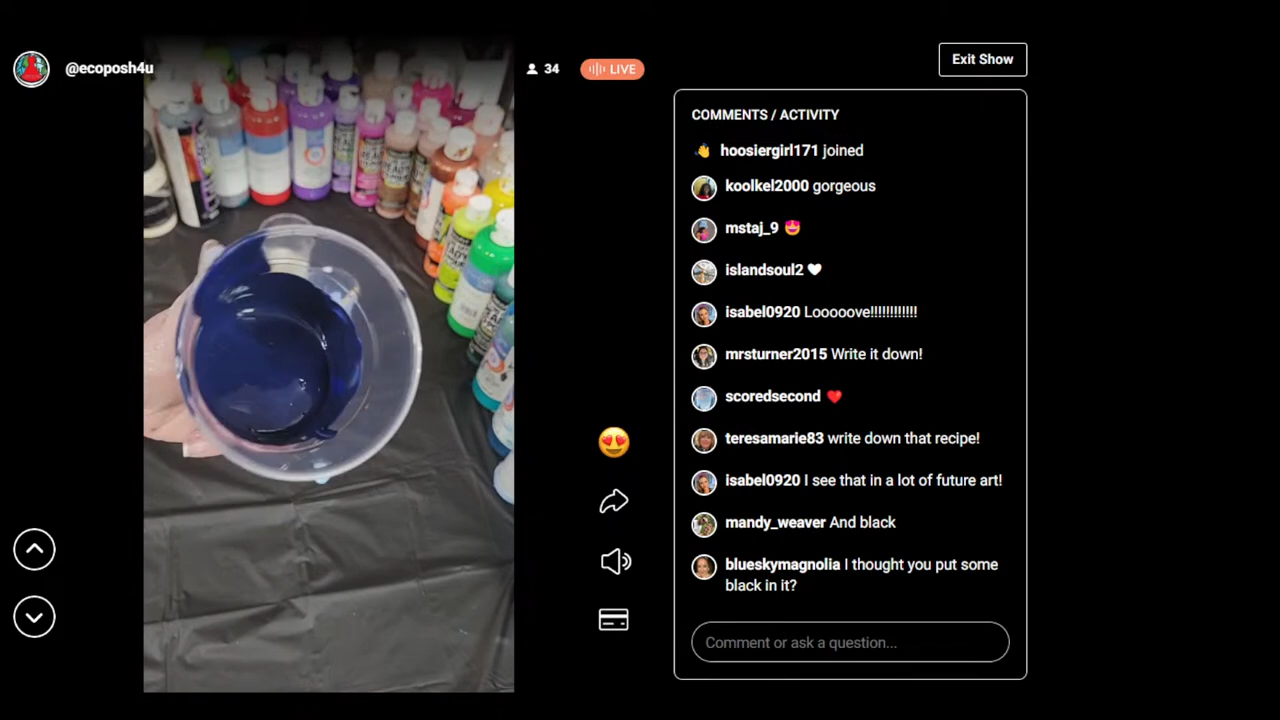 @ecoposh4u
34
LIVE
Exit Show
COMMENTS / ACTIVITY
hoosiergirl171 joined
koolkel2000 gorgeous
mstaj_9 😍
islandsoul2 🤍
isabel0920 Looooove!!!!!!!!!!!!
mrsturner2015 Write it down!
scoredsecond ❤️
teresamarie83 write down that recipe!
isabel0920 I see that in a lot of future art!
mandy_weaver And black
blueskymagnolia I thought you put some
black in it?
Comment or ask a question...